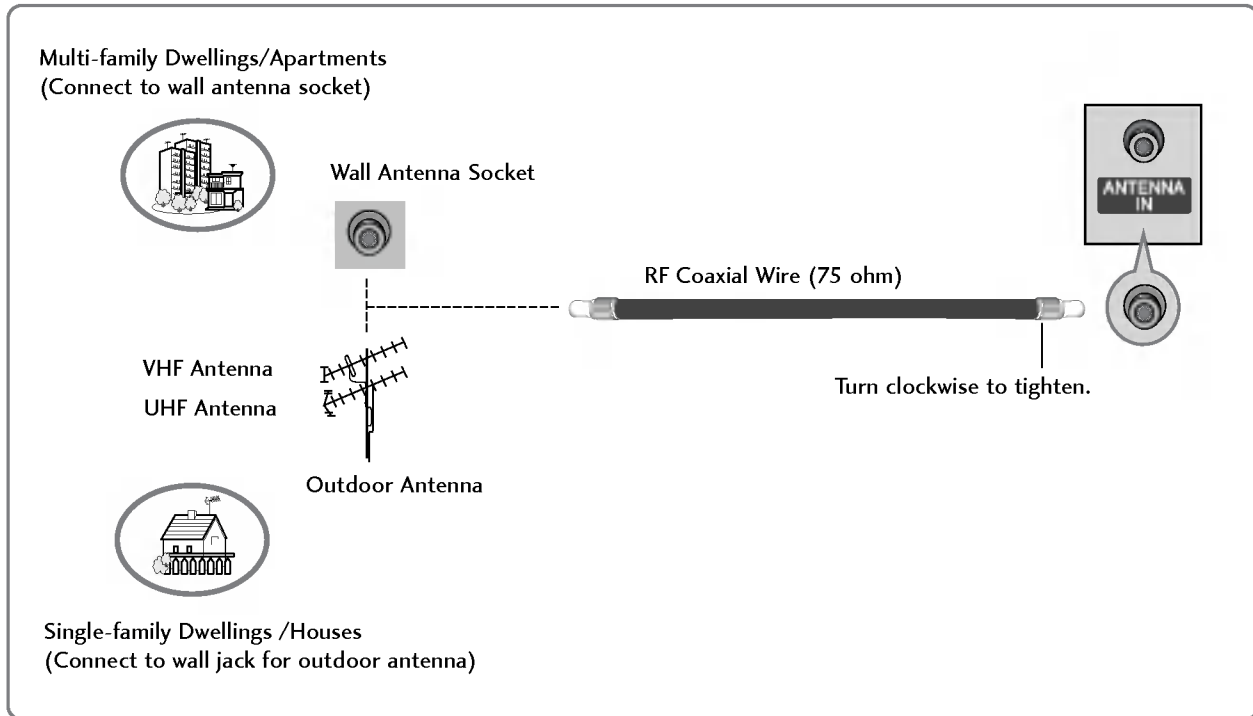 Multi-family Dwellings/Apartments
(Connect to wall antenna socket)
Wall Antenna Socket
ANTENNA
IN
RF Coaxial Wire (75 ohm)
VHF Antenna
UHF Antenna
Turn clockwise to tighten.
Outdoor Antenna
Single-family Dwellings /Houses
(Connect to wall jack for outdoor antenna)